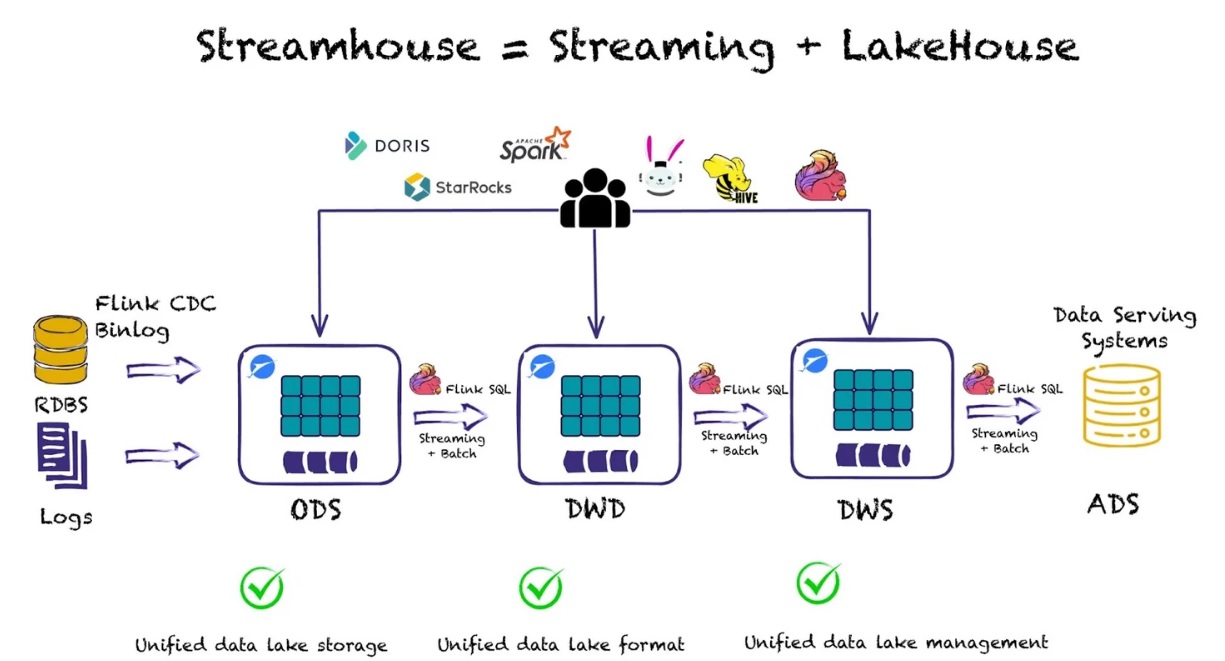 Streamhouse = Streaming + LakeHouse
DORIS
APACHE
Spark
StarRocks
HIVE
Flink CDC
Binlog
RDBS
Logs
Flink SQL
Streaming
+ Batch
Flink SQL
Streaming
+ Batch
Flink SQL
Streaming
+ Batch
Data Serving
Systems
ODS
DWD
DWS
ADS
Unified data lake storage
Unified data lake format
Unified data lake management